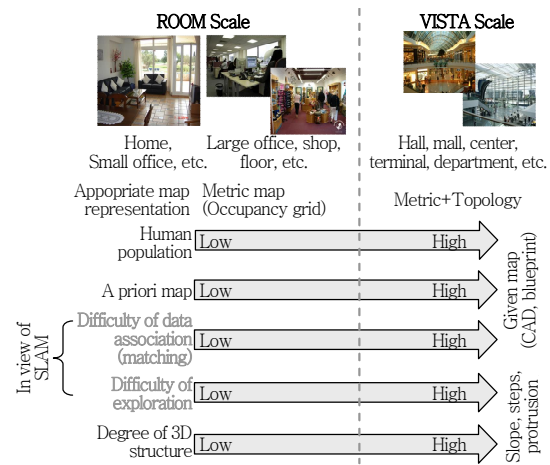 ROOM Scale
VISTA Scale
Home,
Small office, etc.
Large office, shop,
floor, etc.
Hall, mall, center,
terminal, department, etc.
Appopriate map
representation
Metric map
(Occupancy grid)
Metric+Topology
Human
population
Low
High
A priori map
Low
High
Given map
(CAD, blueprint)
In view of
SLAM
Difficulty of data
association
(matching)
Low
High
Difficulty of
exploration
Low
High
Degree of 3D
structure
Low
High
Slope, steps,
protrusion